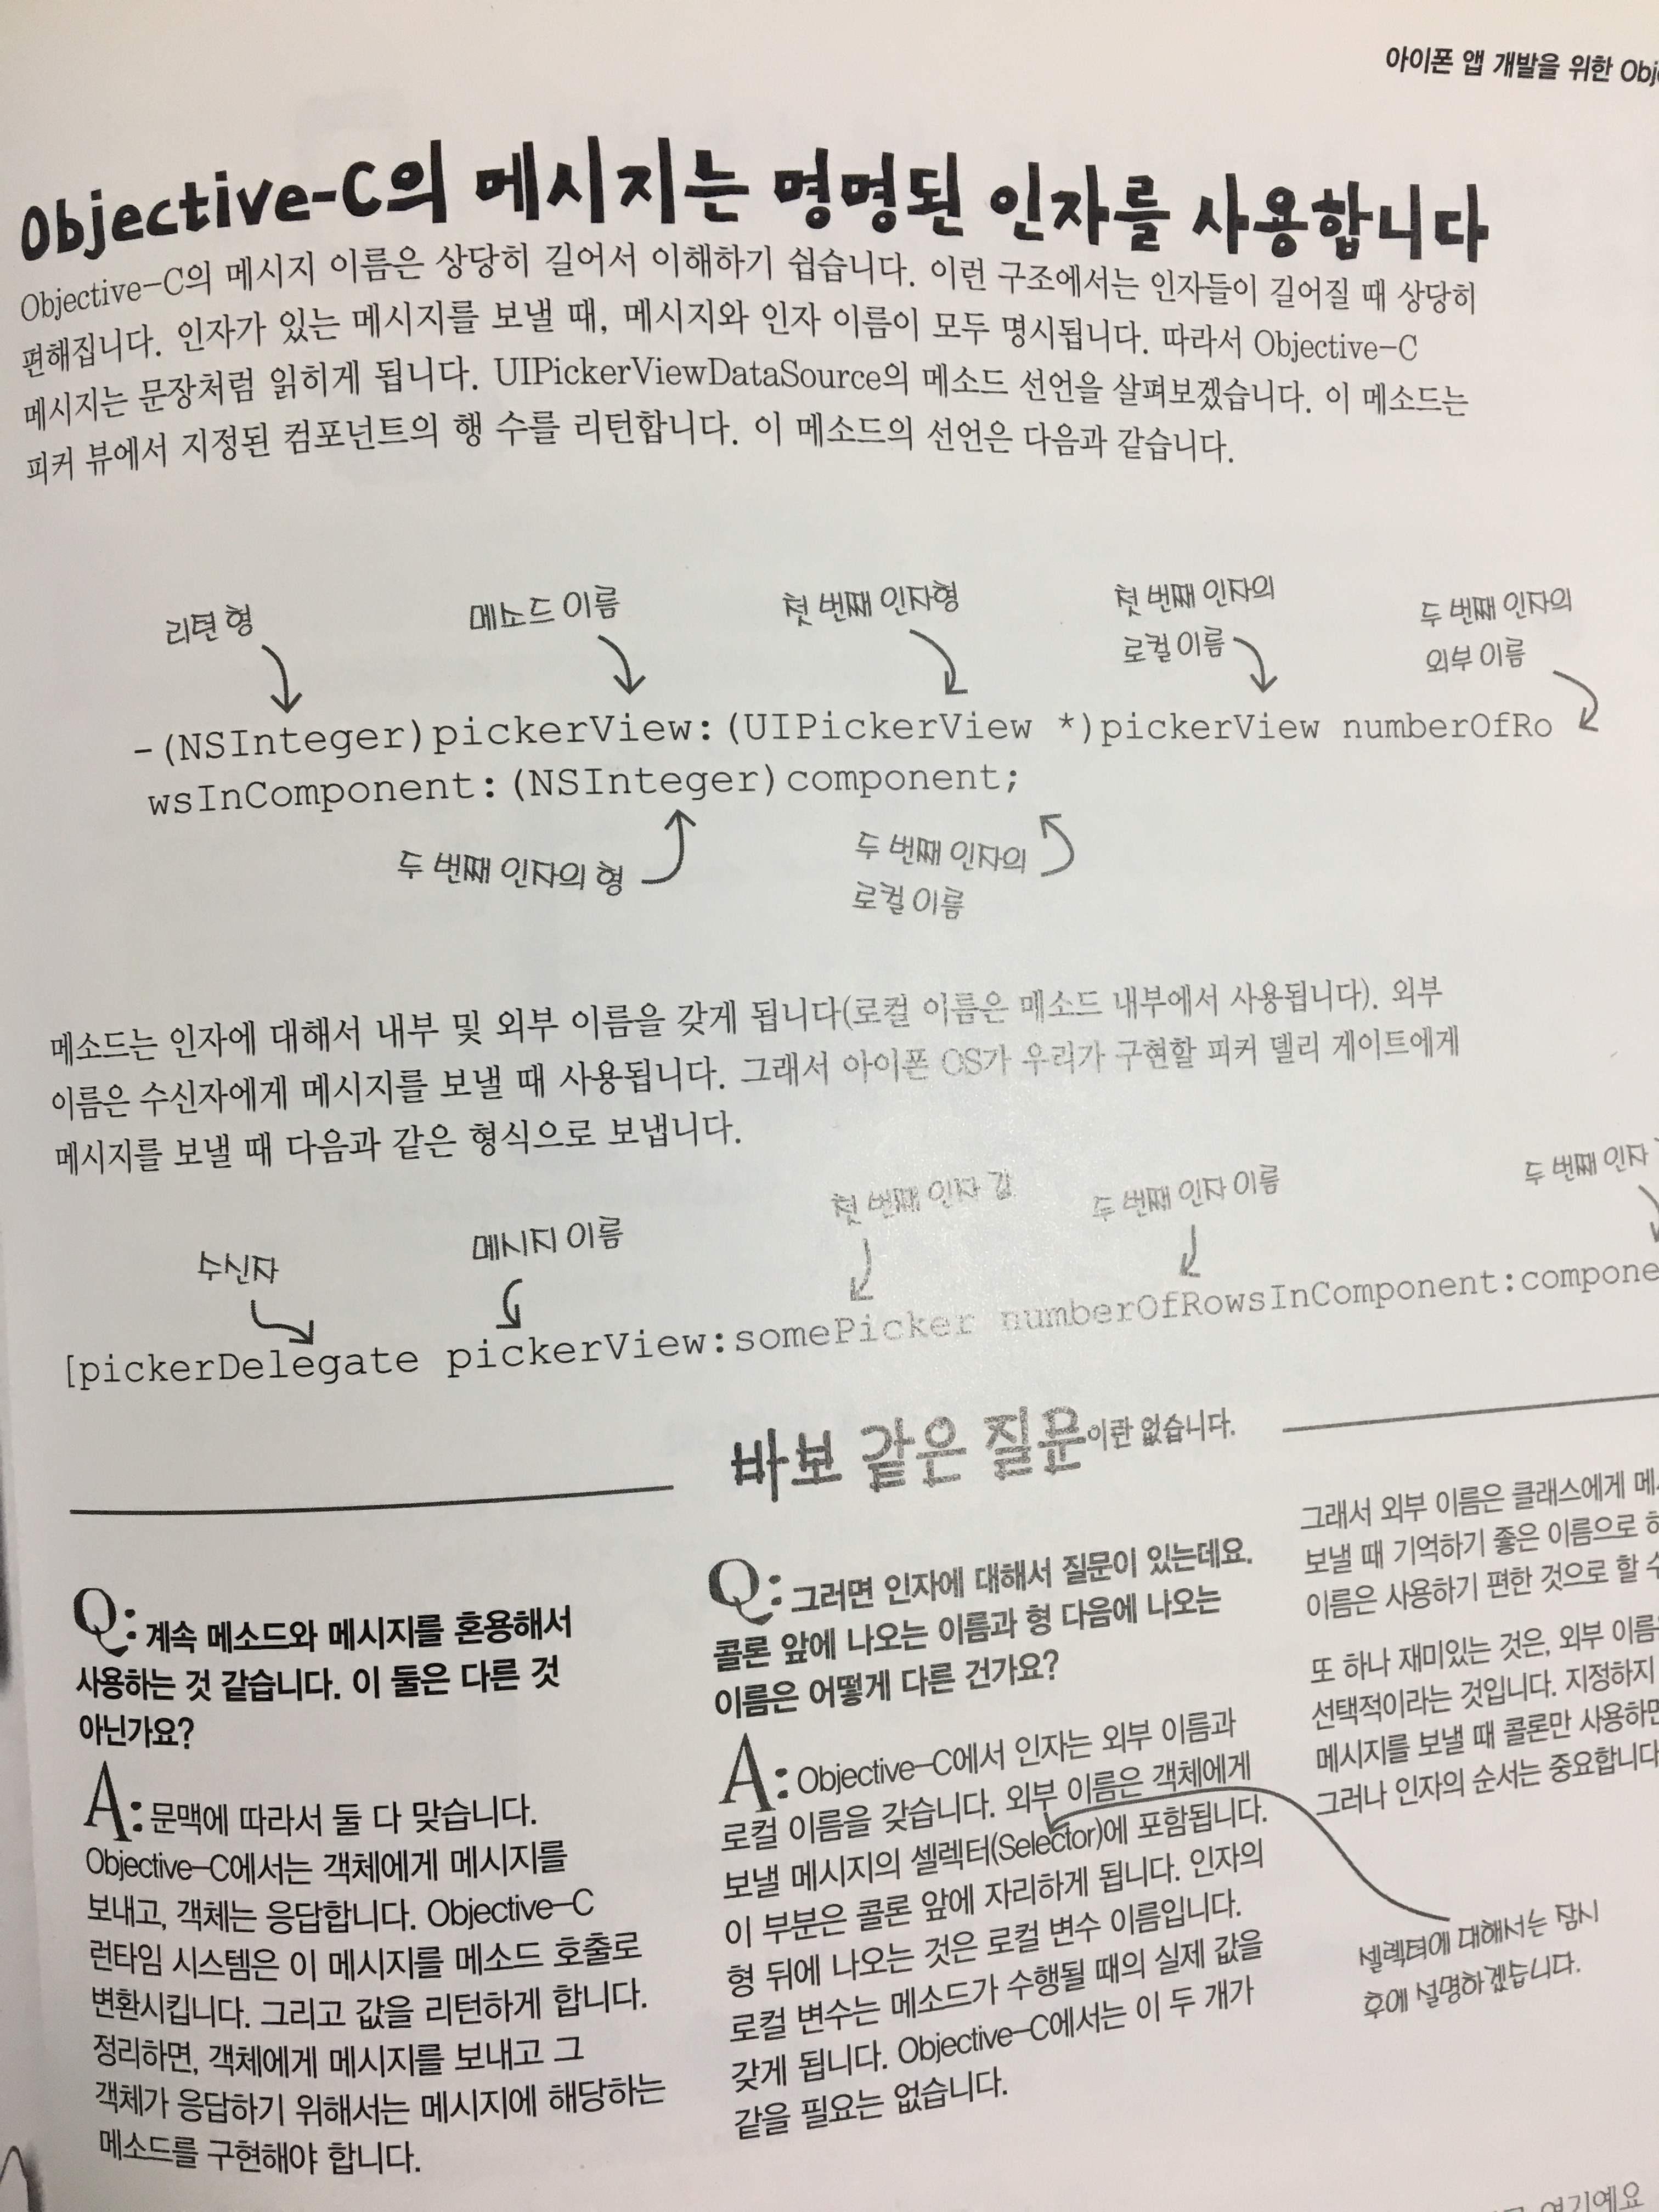 아이폰 앱 개발을 위한
Objective-C의 메시지는 명명된 인자를 사용합니다
Objective-C의 메시지 이름은 상당히 길어서 이해하기 쉽습니다. 이런 구조에서는 인자들이 길어질 때 상당히
편해집니다. 인자가 있는 메시지를 보낼 때, 메시지와 인자 이름이 모두 명시됩니다. 따라서 Objective-C
메시지는 문장처럼 읽히게 됩니다. UIPickerViewDataSource의 메소드 선언을 살펴보겠습니다. 이 메소드는
피커 뷰에서 지정된 컴포넌트의 행 수를 리턴합니다. 이 메소드의 선언은 다음과 같습니다.
리턴 형
메소드 이름
첫 번째 인자형
첫 번째 인자의
로컬 이름
두 번째 인자의
외부 이름
-(NSInteger)pickerView:(UIPickerView *)pickerView numberOfRo
wsInComponent:(NSInteger)component;
두 번째 인자의 형
두 번째 인자의
로컬 이름
메소드는 인자에 대해서 내부 및 외부 이름을 갖게 됩니다(로컬 이름은 메소드 내부에서 사용됩니다). 외부
이름은 수신자에게 메시지를 보낼 때 사용됩니다. 그래서 아이폰 OS가 우리가 구현할 피커 델리 게이트에게
메시지를 보낼 때 다음과 같은 형식으로 보냅니다.
수신자
메시지 이름
첫 번째 인자 값
두 번째 인자 이름
두 번째 인자
[pickerDelegate pickerView:somePicker numberOfRowsInComponent:compone
바보 같은 질문이란 없습니다.
Q: 계속 메소드와 메시지를 혼용해서
사용하는 것 같습니다. 이 둘은 다른 것
아닌가요?
A: 문맥에 따라서 둘 다 맞습니다.
Objective-C에서는 객체에게 메시지를
보내고, 객체는 응답합니다. Objective-C
런타임 시스템은 이 메시지를 메소드 호출로
변환시킵니다. 그리고 값을 리턴하게 합니다.
정리하면, 객체에게 메시지를 보내고 그
객체가 응답하기 위해서는 메시지에 해당하는
메소드를 구현해야 합니다.
Q: 그러면 인자에 대해서 질문이 있는데요.
콜론 앞에 나오는 이름과 형 다음에 나오는
이름은 어떻게 다른 건가요?
A: Objective-C에서 인자는 외부 이름과
로컬 이름을 갖습니다. 외부 이름은 객체에게
보낼 메시지의 셀렉터(Selector)에 포함됩니다.
이 부분은 콜론 앞에 자리하게 됩니다. 인자의
형 뒤에 나오는 것은 로컬 변수 이름입니다.
로컬 변수는 메소드가 수행될 때의 실제 값을
갖게 됩니다. Objective-C에서는 이 두 개가
같을 필요는 없습니다.
그래서 외부 이름은 클래스에게
보낼 때 기억하기 좋은 이름으로
이름은 사용하기 편한 것으로 할
또 하나 재미있는 것은, 외부
선택적이라는 것입니다. 지정하지
메시지를 보낼 때 콜론만
그러나 인자의 순서는 중요합니다
셀렉터에 대해서는 잠시
후에 설명하겠습니다.
여기예요